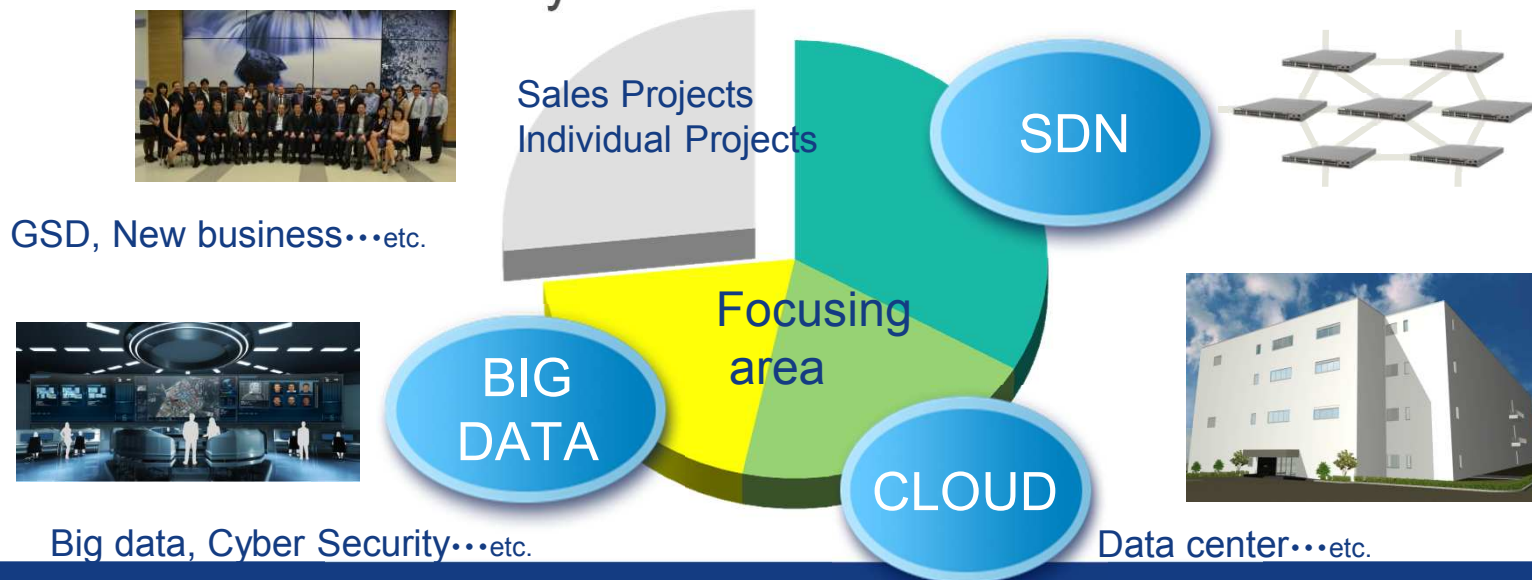 Sales Projects
Individual Projects
SDN
GSD, New business･･･etc.
Focusing
area
BIG
DATA
CLOUD
Big data, Cyber Security･･･etc.
Data center･･･etc.